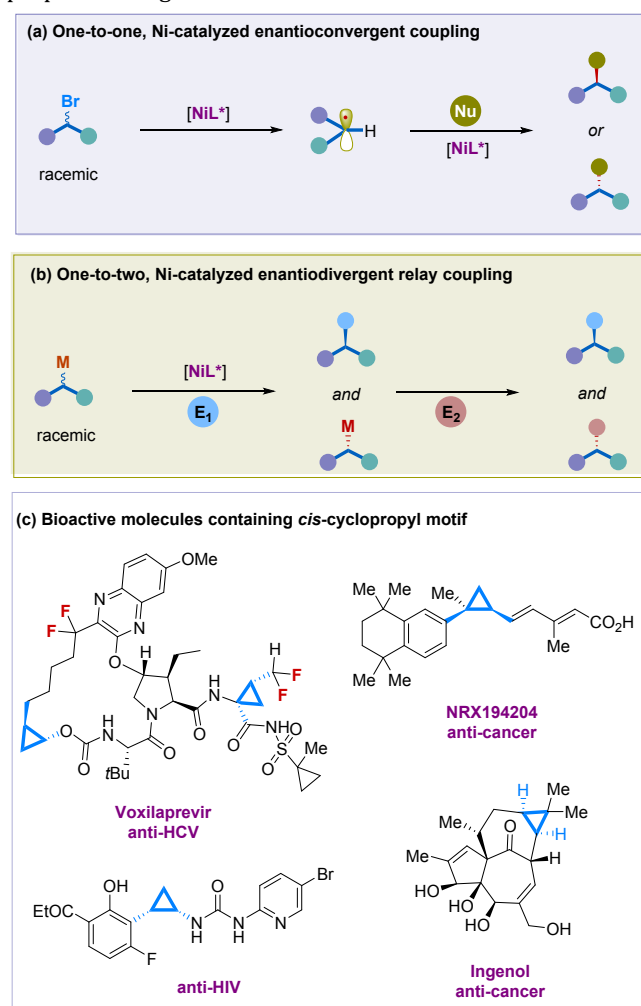 (a) One-to-one, Ni-catalyzed enantioconvergent coupling
Br
[NiL*]
H
Nu
[NiL*]
or
racemic
(b) One-to-two, Ni-catalyzed enantiodivergent relay coupling
M
[NiL*]
E1
and
M
E2
and
racemic
(c) Bioactive molecules containing cis-cyclopropyl motif
OMe
N
N
F
F
O
H
F
F
N
H
N
O
O
NH
O
S
O
Me
O
O
H
N
O
tBu
Voxilaprevir
anti-HCV
Me Me
Me
Me Me
Me
CO2H
NRX194204
anti-cancer
OH
EtOC
F
N
H
O
N
H
N
Br
anti-HIV
H
Me
Me
Me
O
H
Me
H
HO
HO
HO
OH
Ingenol
anti-cancer